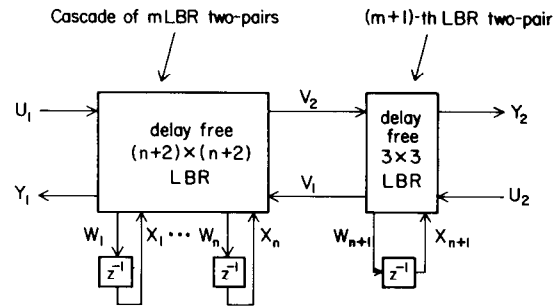 Cascade of mLBR two-pairs
(m+1)-th LBR two-pair
U₁
delay free
(n+2)×(n+2)
LBR
V₂
delay
free
3×3
LBR
Y₂
Y₁
V₁
U₂
W₁ X₁ ⋯ Wₙ Xₙ
Wₙ₊₁ Xₙ₊₁
z⁻¹ z⁻¹ z⁻¹